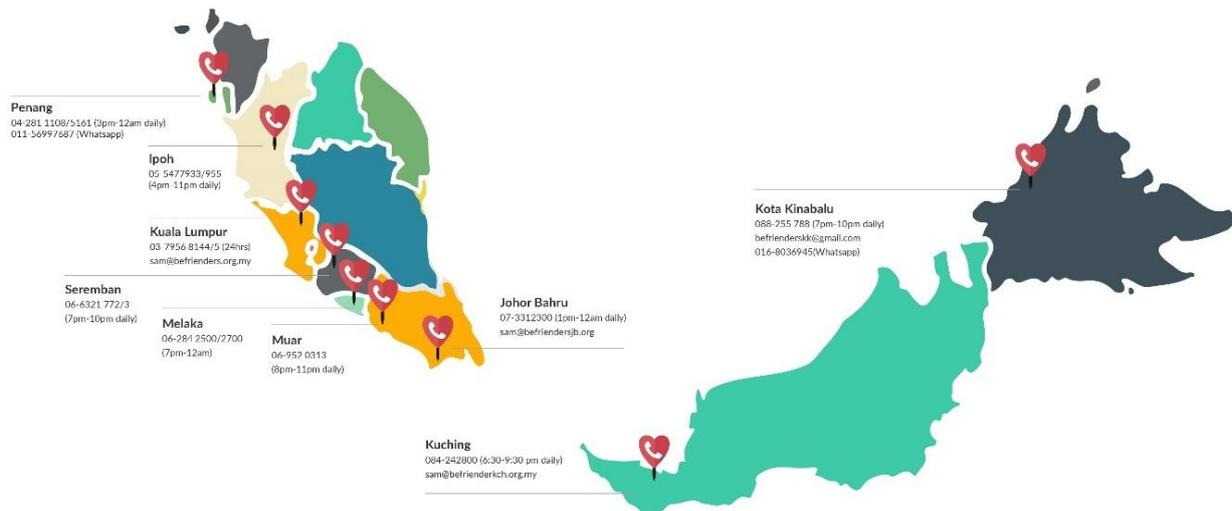 Penang
04-281 1108/5161 (3pm-12am daily)
011-56997687 (Whatsapp)
Ipoh
05 5477933/955
(4pm-11pm daily)
Kuala Lumpur
03 7956 8144/5 (24hrs)
sam@befrienders.org.my
Seremban
06-6321 772/3
(7pm-10pm daily)
Melaka
06-284 2500/2700
(7pm-12am)
Muar
06-952 0313
(8pm-11pm daily)
Johor Bahru
07-3312300 (1pm-12am daily)
sam@befriendersjb.org
Kuching
084-242800 (6:30-9:30 pm daily)
sam@befrienderkch.org.my
Kota Kinabalu
088-255 788 (7pm-10pm daily)
befrienderskk@gmail.com
016-8036945(Whatsapp)